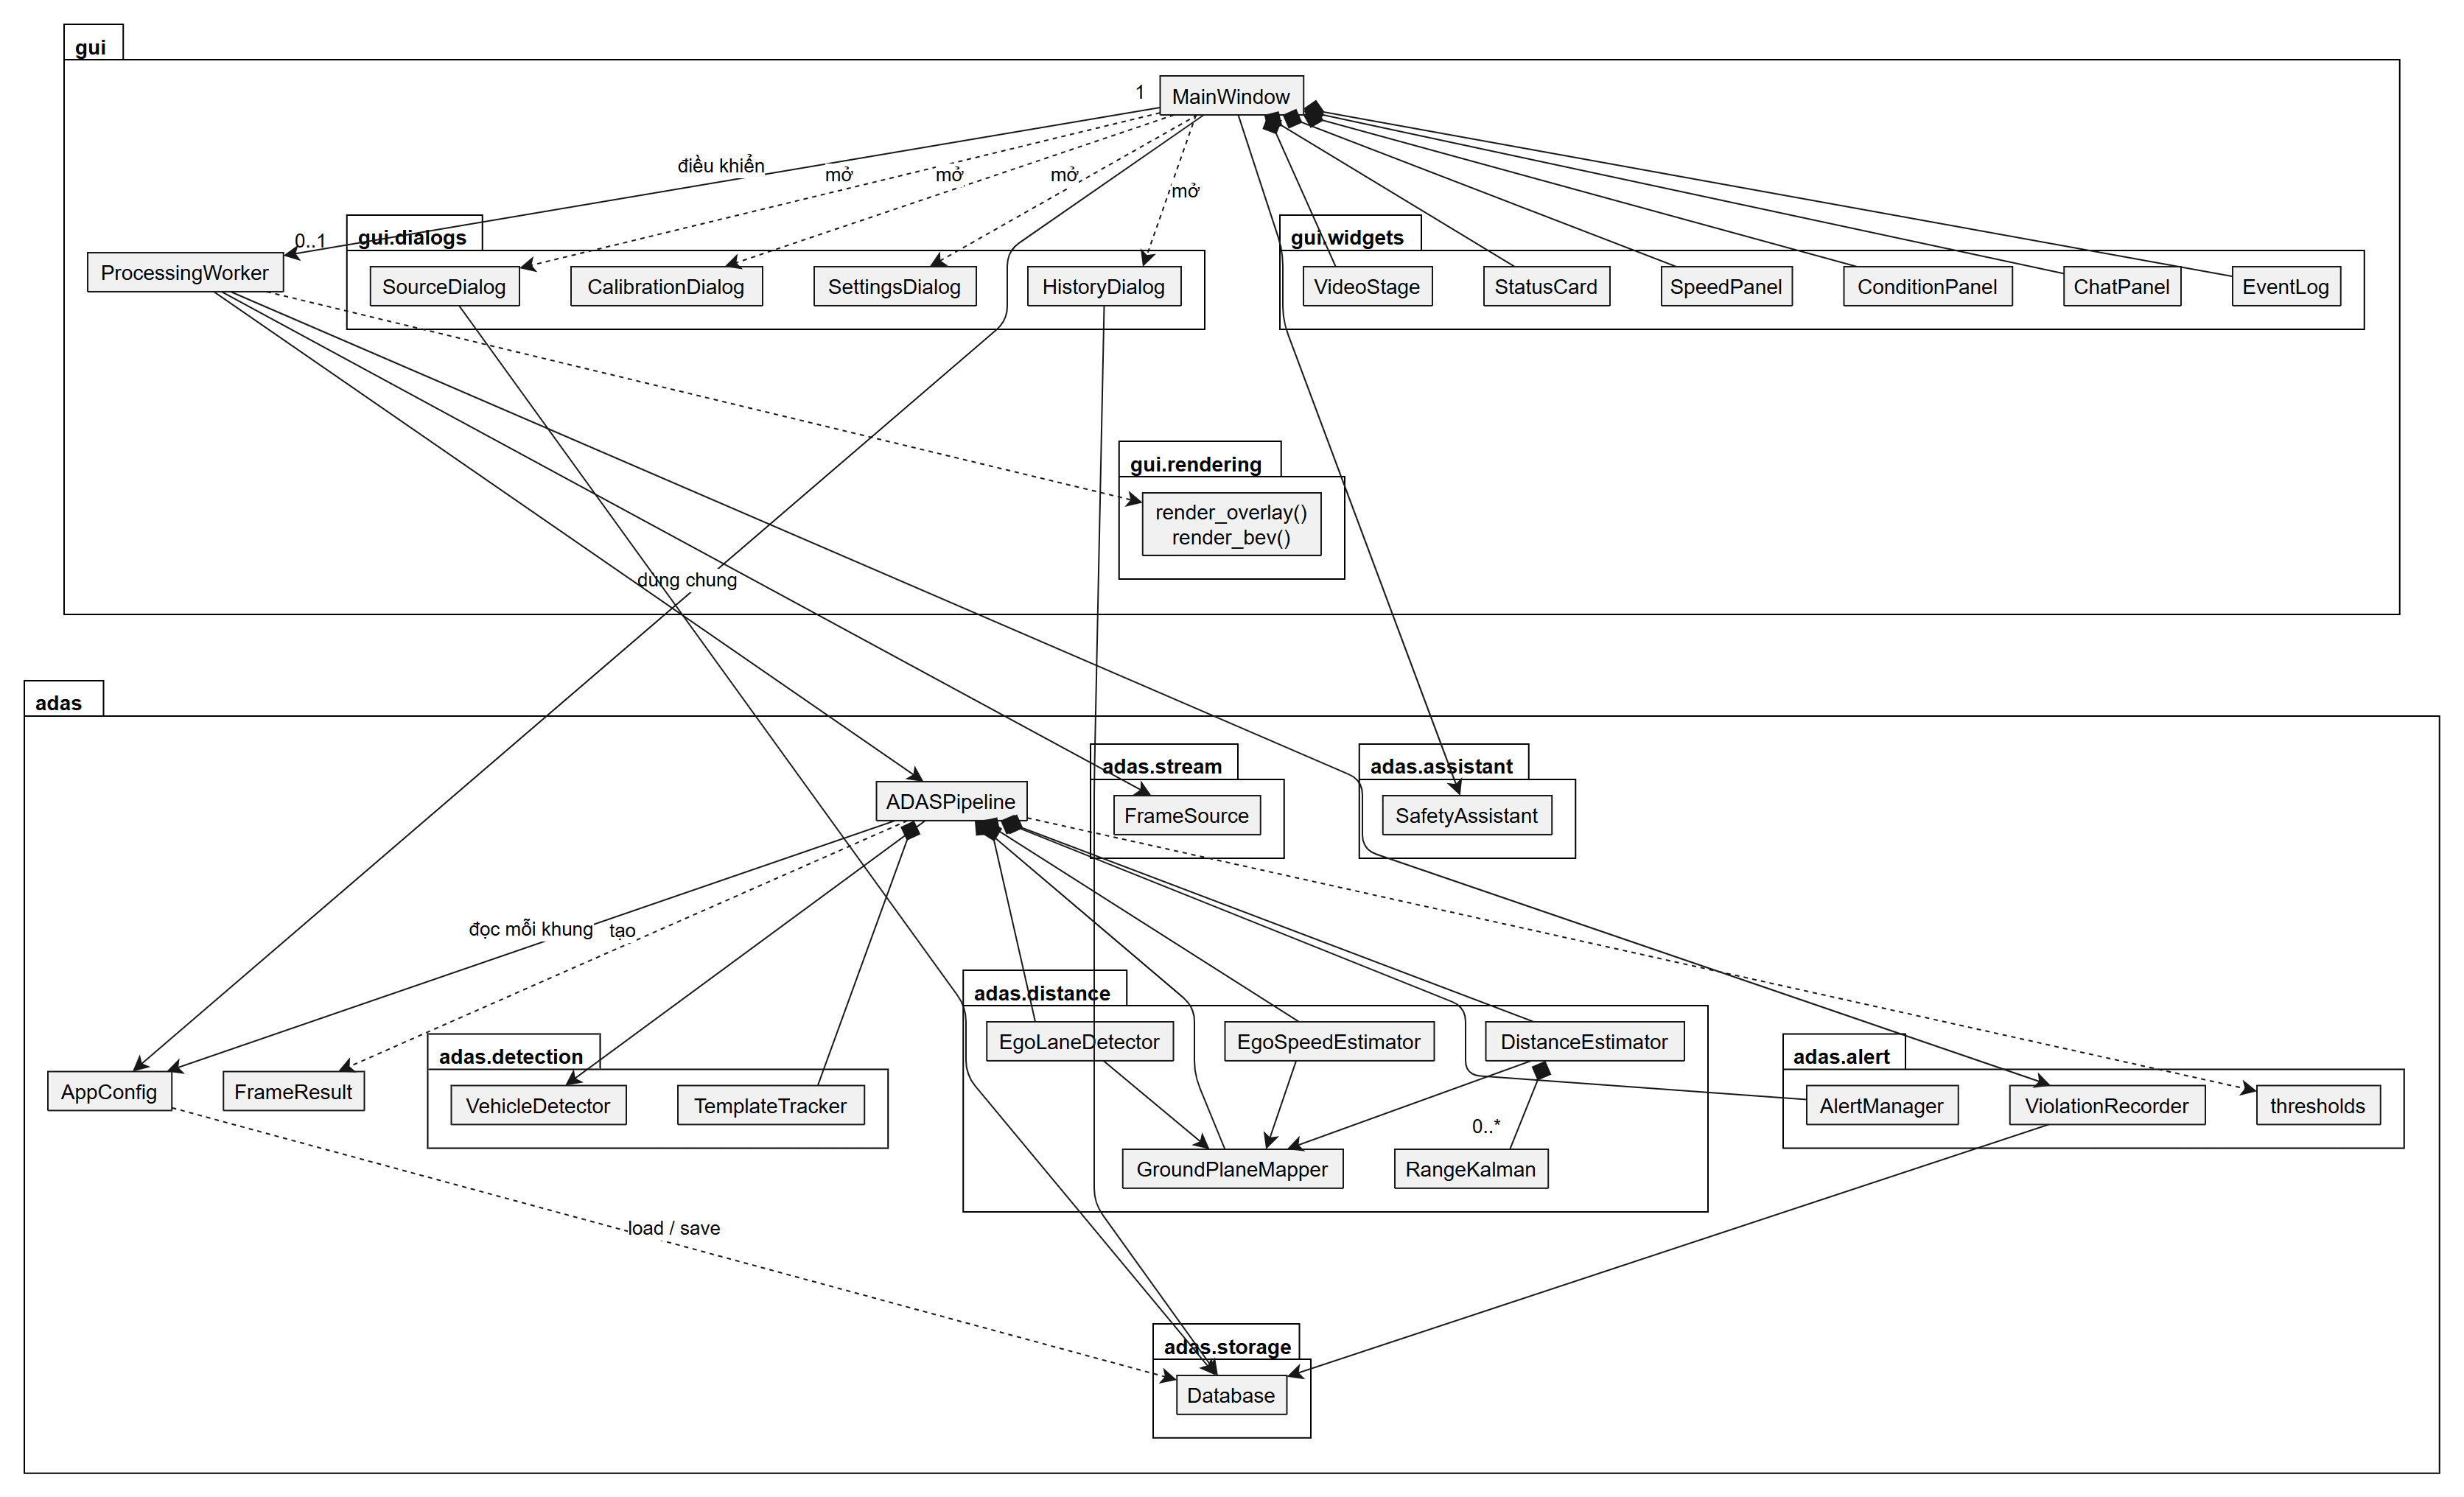 gui
MainWindow
1
điều khiển
mở
mở
mở
mở
0..1
gui.dialogs
gui.widgets
ProcessingWorker
SourceDialog
CalibrationDialog
SettingsDialog
HistoryDialog
VideoStage
StatusCard
SpeedPanel
ConditionPanel
ChatPanel
EventLog
gui.rendering
render_overlay()
render_bev()
dùng chung
adas
adas.stream
adas.assistant
ADASPipeline
FrameSource
SafetyAssistant
đọc mỗi khung
tạo
adas.distance
adas.detection
adas.alert
EgoLaneDetector
EgoSpeedEstimator
DistanceEstimator
AppConfig
FrameResult
VehicleDetector
TemplateTracker
AlertManager
ViolationRecorder
thresholds
0..*
GroundPlaneMapper
RangeKalman
load / save
adas.storage
Database